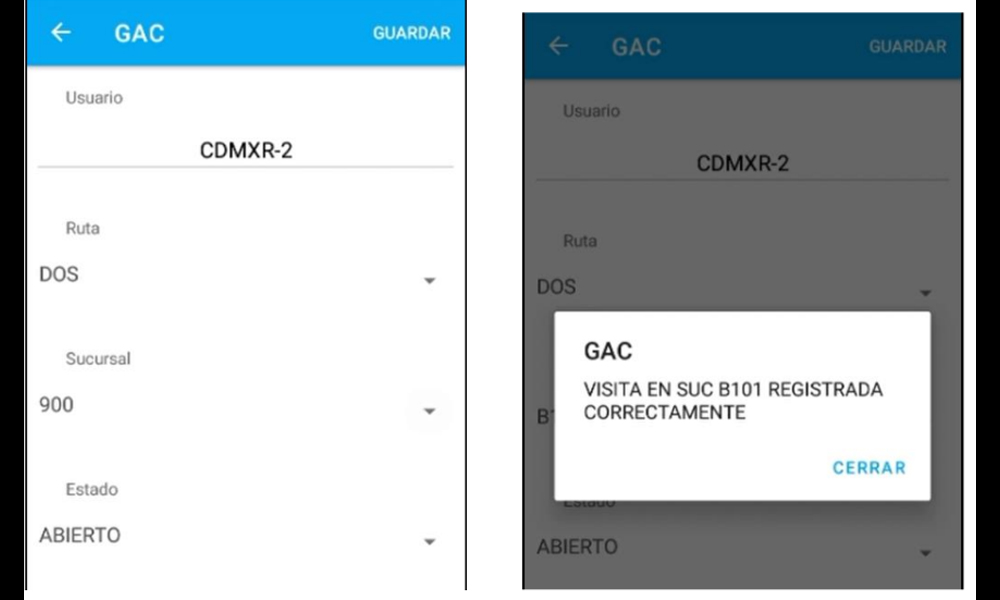 GAC
GUARDAR
Usuario
CDMXR-2
Ruta
DOS
Sucursal
900
Estado
ABIERTO
GAC
GUARDAR
Usuario
CDMXR-2
Ruta
DOS
GAC
VISITA EN SUC B101 REGISTRADA
CORRECTAMENTE
CERRAR
Estado
ABIERTO